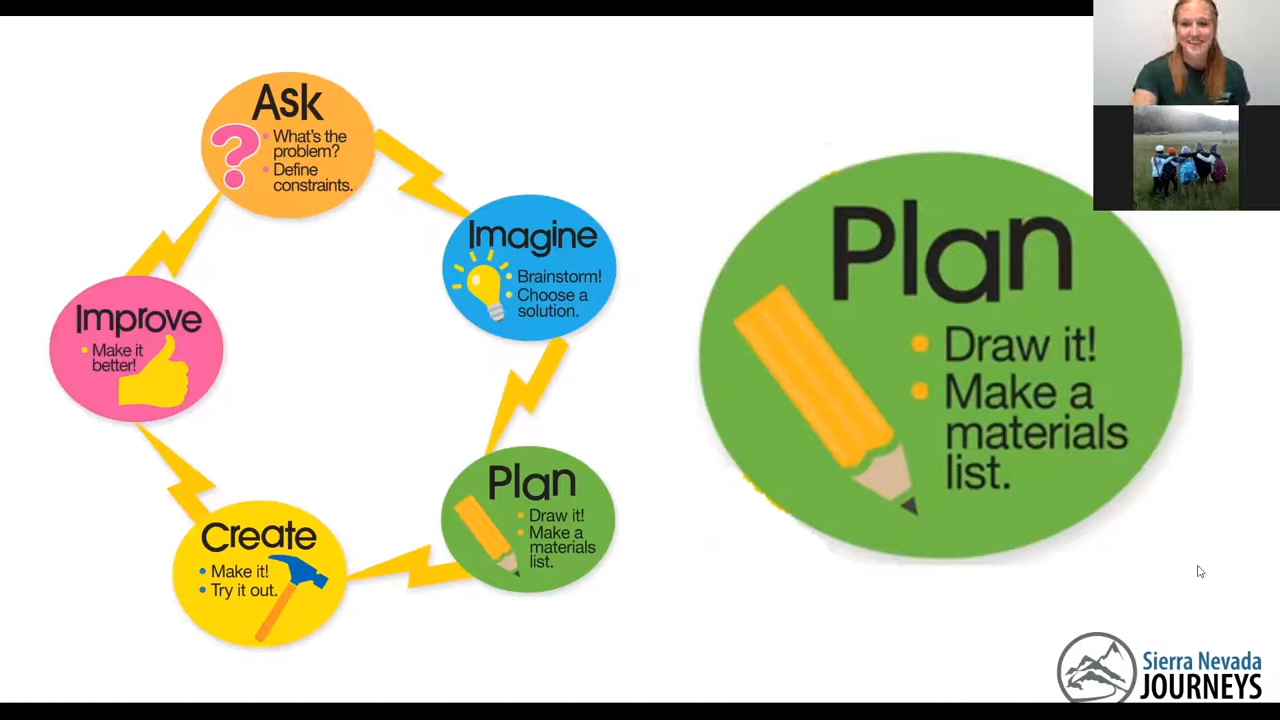 Ask
What's the
problem?
Define
constraints.
Imagine
Brainstorm!
Choose a
solution.
Plan
Draw it!
Make a
materials
list.
Create
Make it!
Try it out.
Improve
Make it
better!
Plan
Draw it!
Make a
materials
list.
Sierra Nevada
JOURNEYS